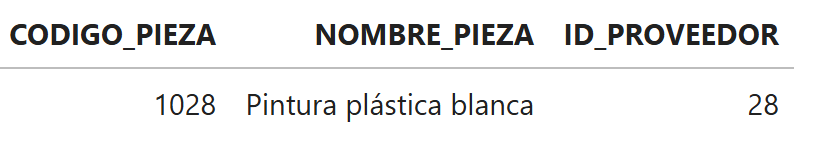 CODIGO_PIEZA NOMBRE_PIEZA ID_PROVEEDOR
1028 Pintura plástica blanca 28